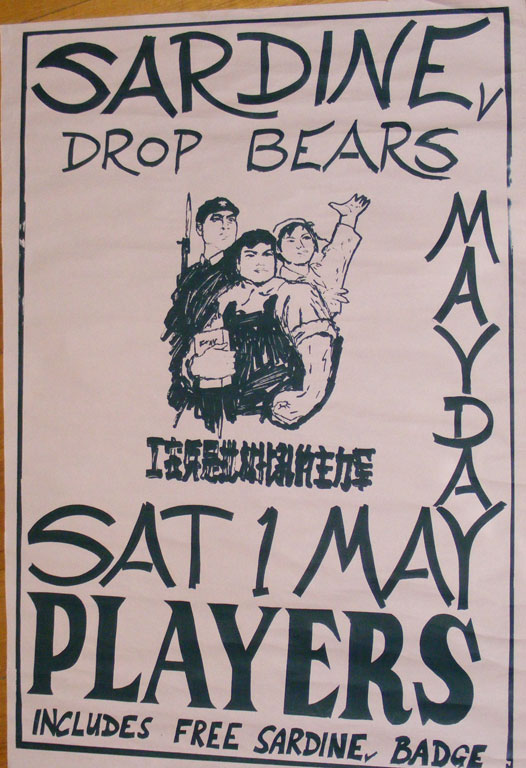 SARDINE v
DROP BEARS
MAYDAY
工农兵是批林批孔的主力军
SAT 1 MAY
PLAYERS
INCLUDES FREE SARDINE v BADGE